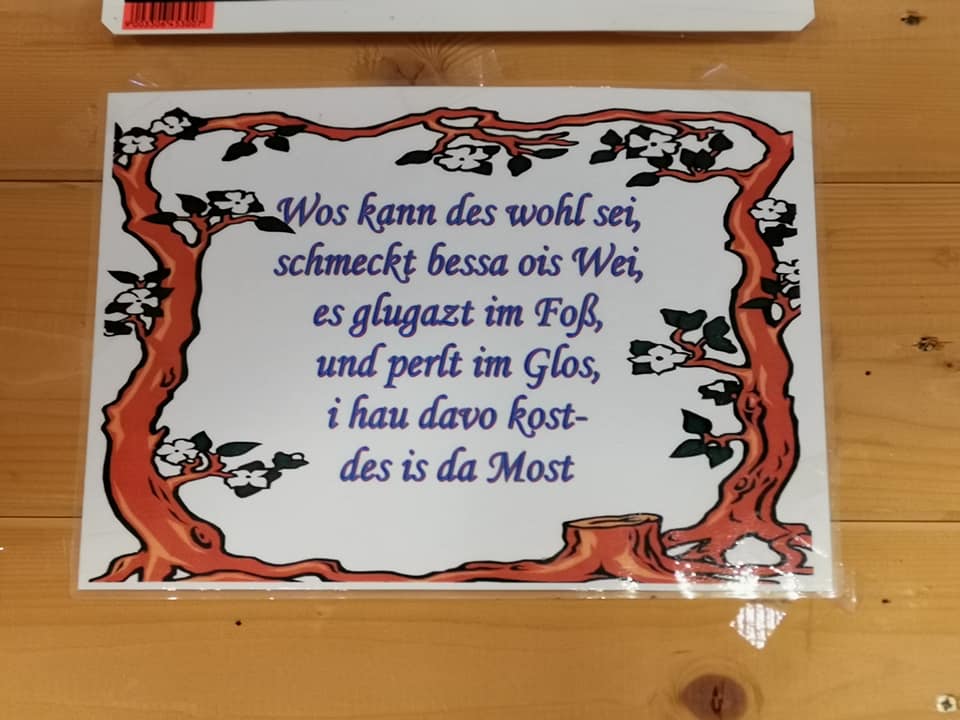 Wos kann des wohl sei,
schmeckt bessa ois Wei,
es glugazt im Foß,
und perlt im Glos,
i hau davo kost-
des is da Most